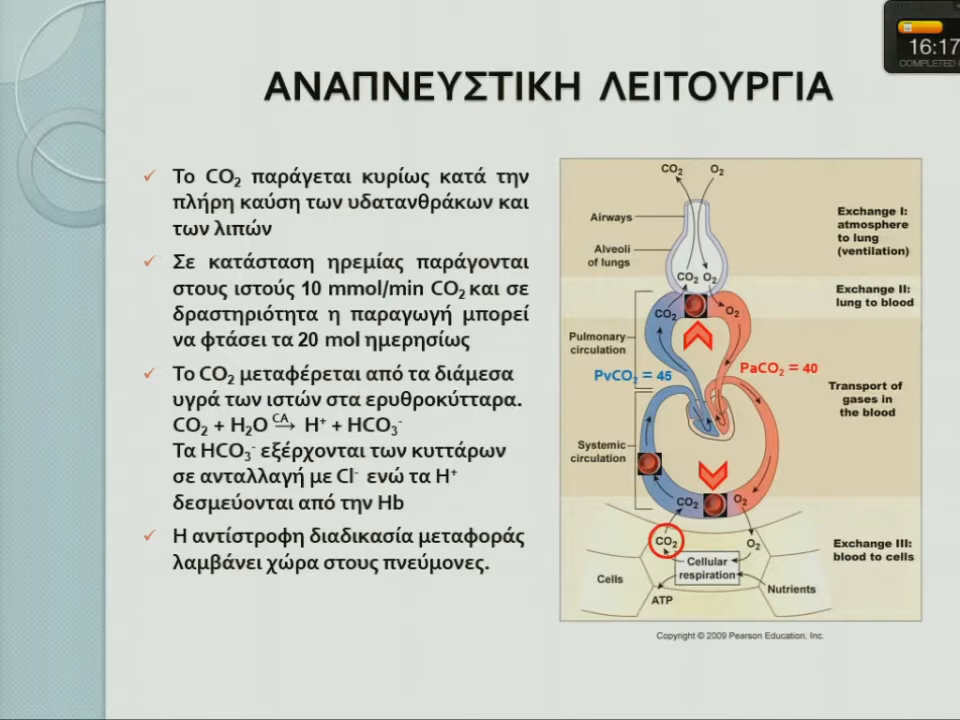 16:17
COMPLETED
ΑΝΑΠΝΕΥΣΤΙΚΗ ΛΕΙΤΟΥΡΓΙΑ
✓ Το CO₂ παράγεται κυρίως κατά την
πλήρη καύση των υδατανθράκων και
των λιπών
✓ Σε κατάσταση ηρεμίας παράγονται
στους ιστούς 10 mmol/min CO₂ και σε
δραστηριότητα η παραγωγή μπορεί
να φτάσει τα 20 mol ημερησίως
✓ Το CO₂ μεταφέρεται από τα διάμεσα
υγρά των ιστών στα ερυθροκύτταρα.
CO₂ + H₂O CA→ H⁺ + HCO₃⁻
Τα HCO₃⁻ εξέρχονται των κυττάρων
σε ανταλλαγή με Cl⁻ ενώ τα H⁺
δεσμεύονται από την Hb
✓ Η αντίστροφη διαδικασία μεταφοράς
λαμβάνει χώρα στους πνεύμονες.
CO₂ O₂
Airways
Alveoli
of lungs
CO₂ O₂
Exchange I:
atmosphere
to lung
(ventilation)
Exchange II:
lung to blood
CO₂ O₂
Pulmonary
circulation
PvCO₂ = 45
PaCO₂ = 40
Transport of
gases in
the blood
Systemic
circulation
CO₂ O₂
CO₂ O₂
Exchange III:
blood to cells
Cellular
respiration
Cells
ATP
Nutrients
Copyright © 2009 Pearson Education, Inc.